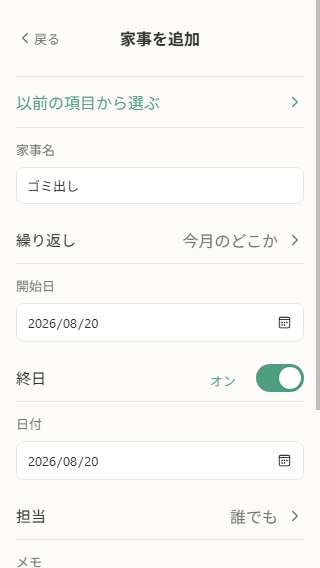 戻る 家事を追加
以前の項目から選ぶ
家事名
ゴミ出し
繰り返し 今月のどこか
開始日
2026/08/20
終日 オン
日付
2026/08/20
担当 誰でも
メモ